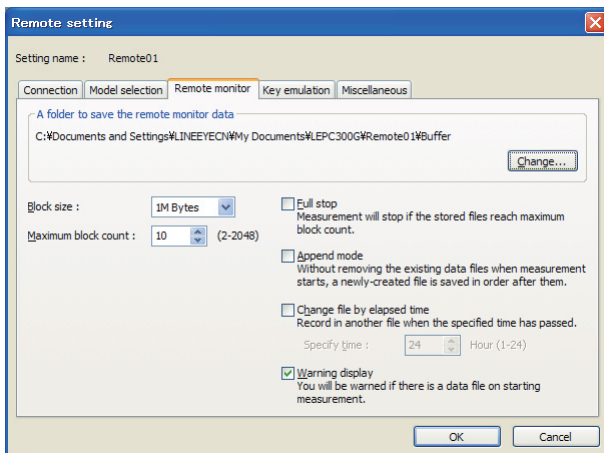 Remote setting
Setting name : Remote01
Connection Model selection Remote monitor Key emulation Miscellaneous
A folder to save the remote monitor data
C:¥Documents and Settings¥LINEEYECN¥My Documents¥LEPC300G¥Remote01¥Buffer
Change...
Block size : 1M Bytes
Maximum block count : 10 (2-2048)
Full stop
Measurement will stop if the stored files reach maximum
block count.
Append mode
Without removing the existing data files when measurement
starts, a newly-created file is saved in order after them.
Change file by elapsed time
Record in another file when the specified time has passed.
Specify time : 24 Hour (1-24)
Warning display
You will be warned if there is a data file on starting
measurement.
OK Cancel